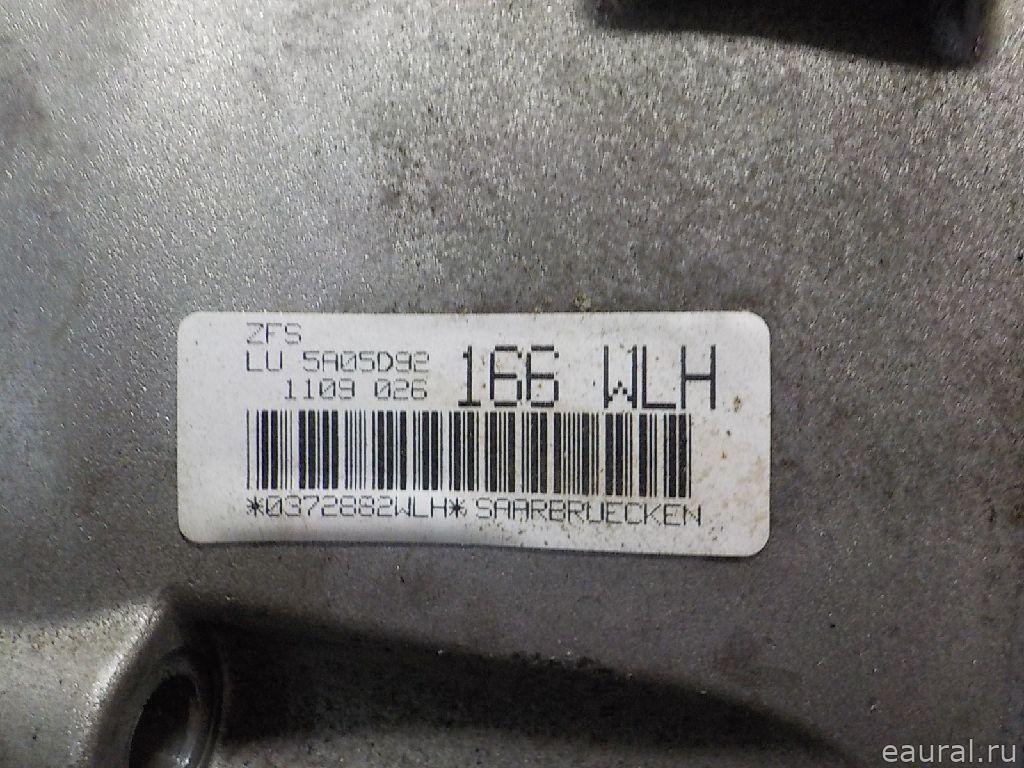 ZFS
LU 5A05D92
1109 026
166 WLH
*0372882WLH* SAARBRUECKEN
eaural.ru